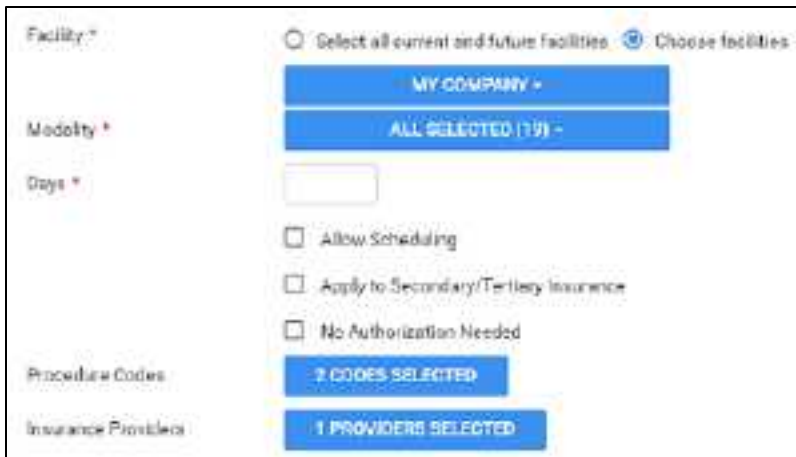 Facility *
Select all current and future facilities Choose facilities
MY COMPANY
Modality *
ALL SELECTED (19)
Days *
Allow Scheduling
Apply to Secondary/Tertiary Insurance
No Authorization Needed
Procedure Codes 2 CODES SELECTED
Insurance Providers 1 PROVIDERS SELECTED